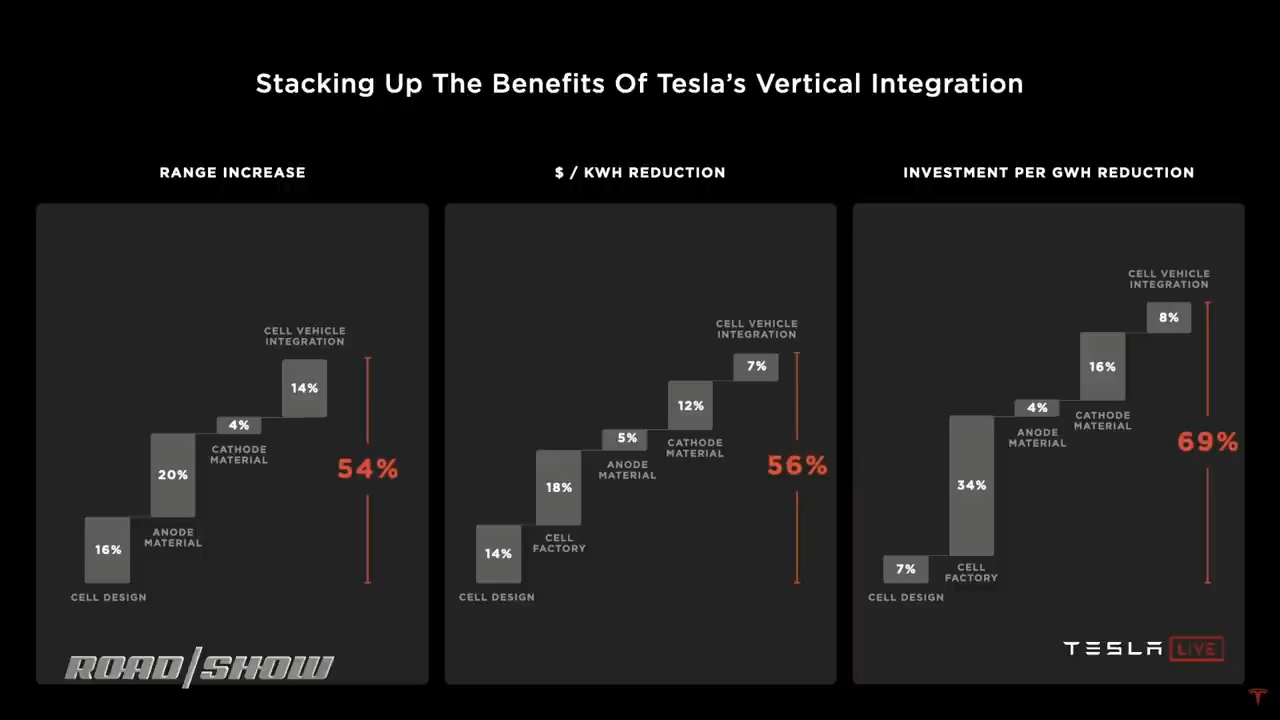 Stacking Up The Benefits Of Tesla's Vertical Integration
RANGE INCREASE
CELL VEHICLE
INTEGRATION
14%
4%
CATHODE
MATERIAL
20%
ANODE
MATERIAL
16%
CELL DESIGN
54%
$ / KWH REDUCTION
CELL VEHICLE
INTEGRATION
7%
12%
CATHODE
MATERIAL
5%
ANODE
MATERIAL
18%
CELL
FACTORY
14%
CELL DESIGN
56%
INVESTMENT PER GWH REDUCTION
CELL VEHICLE
INTEGRATION
8%
16%
CATHODE
MATERIAL
4%
ANODE
MATERIAL
34%
CELL
FACTORY
7%
CELL DESIGN
69%
ROAD/SHOW
TESLA LIVE